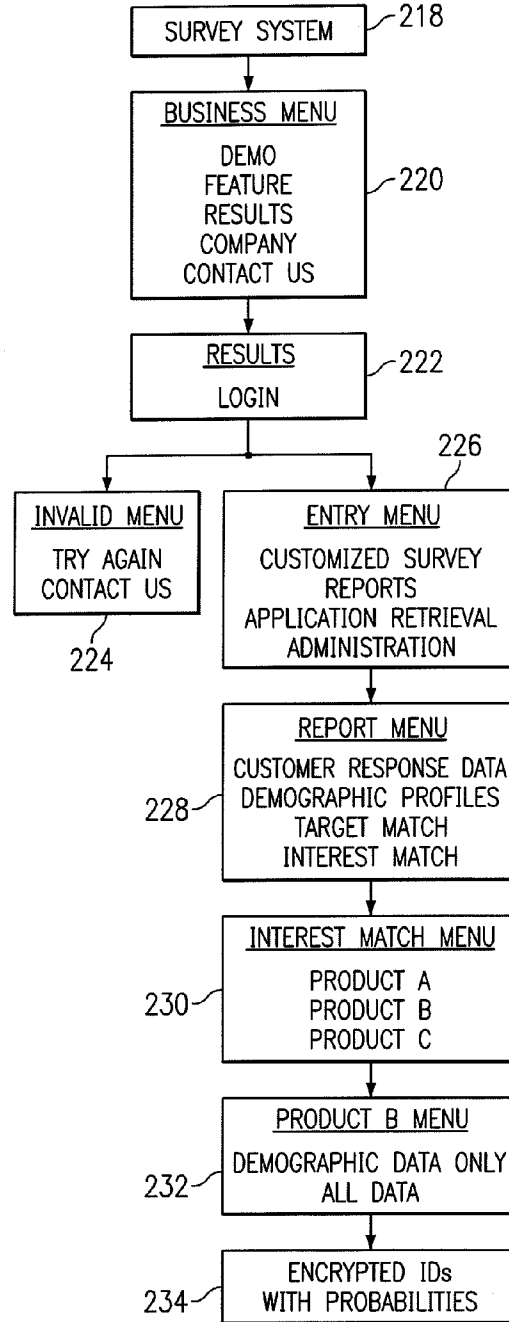 SURVEY SYSTEM
218
BUSINESS MENU
DEMO
FEATURE
RESULTS
COMPANY
CONTACT US
220
RESULTS
LOGIN
222
INVALID MENU
TRY AGAIN
CONTACT US
224
226
ENTRY MENU
CUSTOMIZED SURVEY
REPORTS
APPLICATION RETRIEVAL
ADMINISTRATION
REPORT MENU
CUSTOMER RESPONSE DATA
DEMOGRAPHIC PROFILES
TARGET MATCH
INTEREST MATCH
228
INTEREST MATCH MENU
PRODUCT A
PRODUCT B
PRODUCT C
230
PRODUCT B MENU
DEMOGRAPHIC DATA ONLY
ALL DATA
232
ENCRYPTED IDs
WITH PROBABILITIES
234